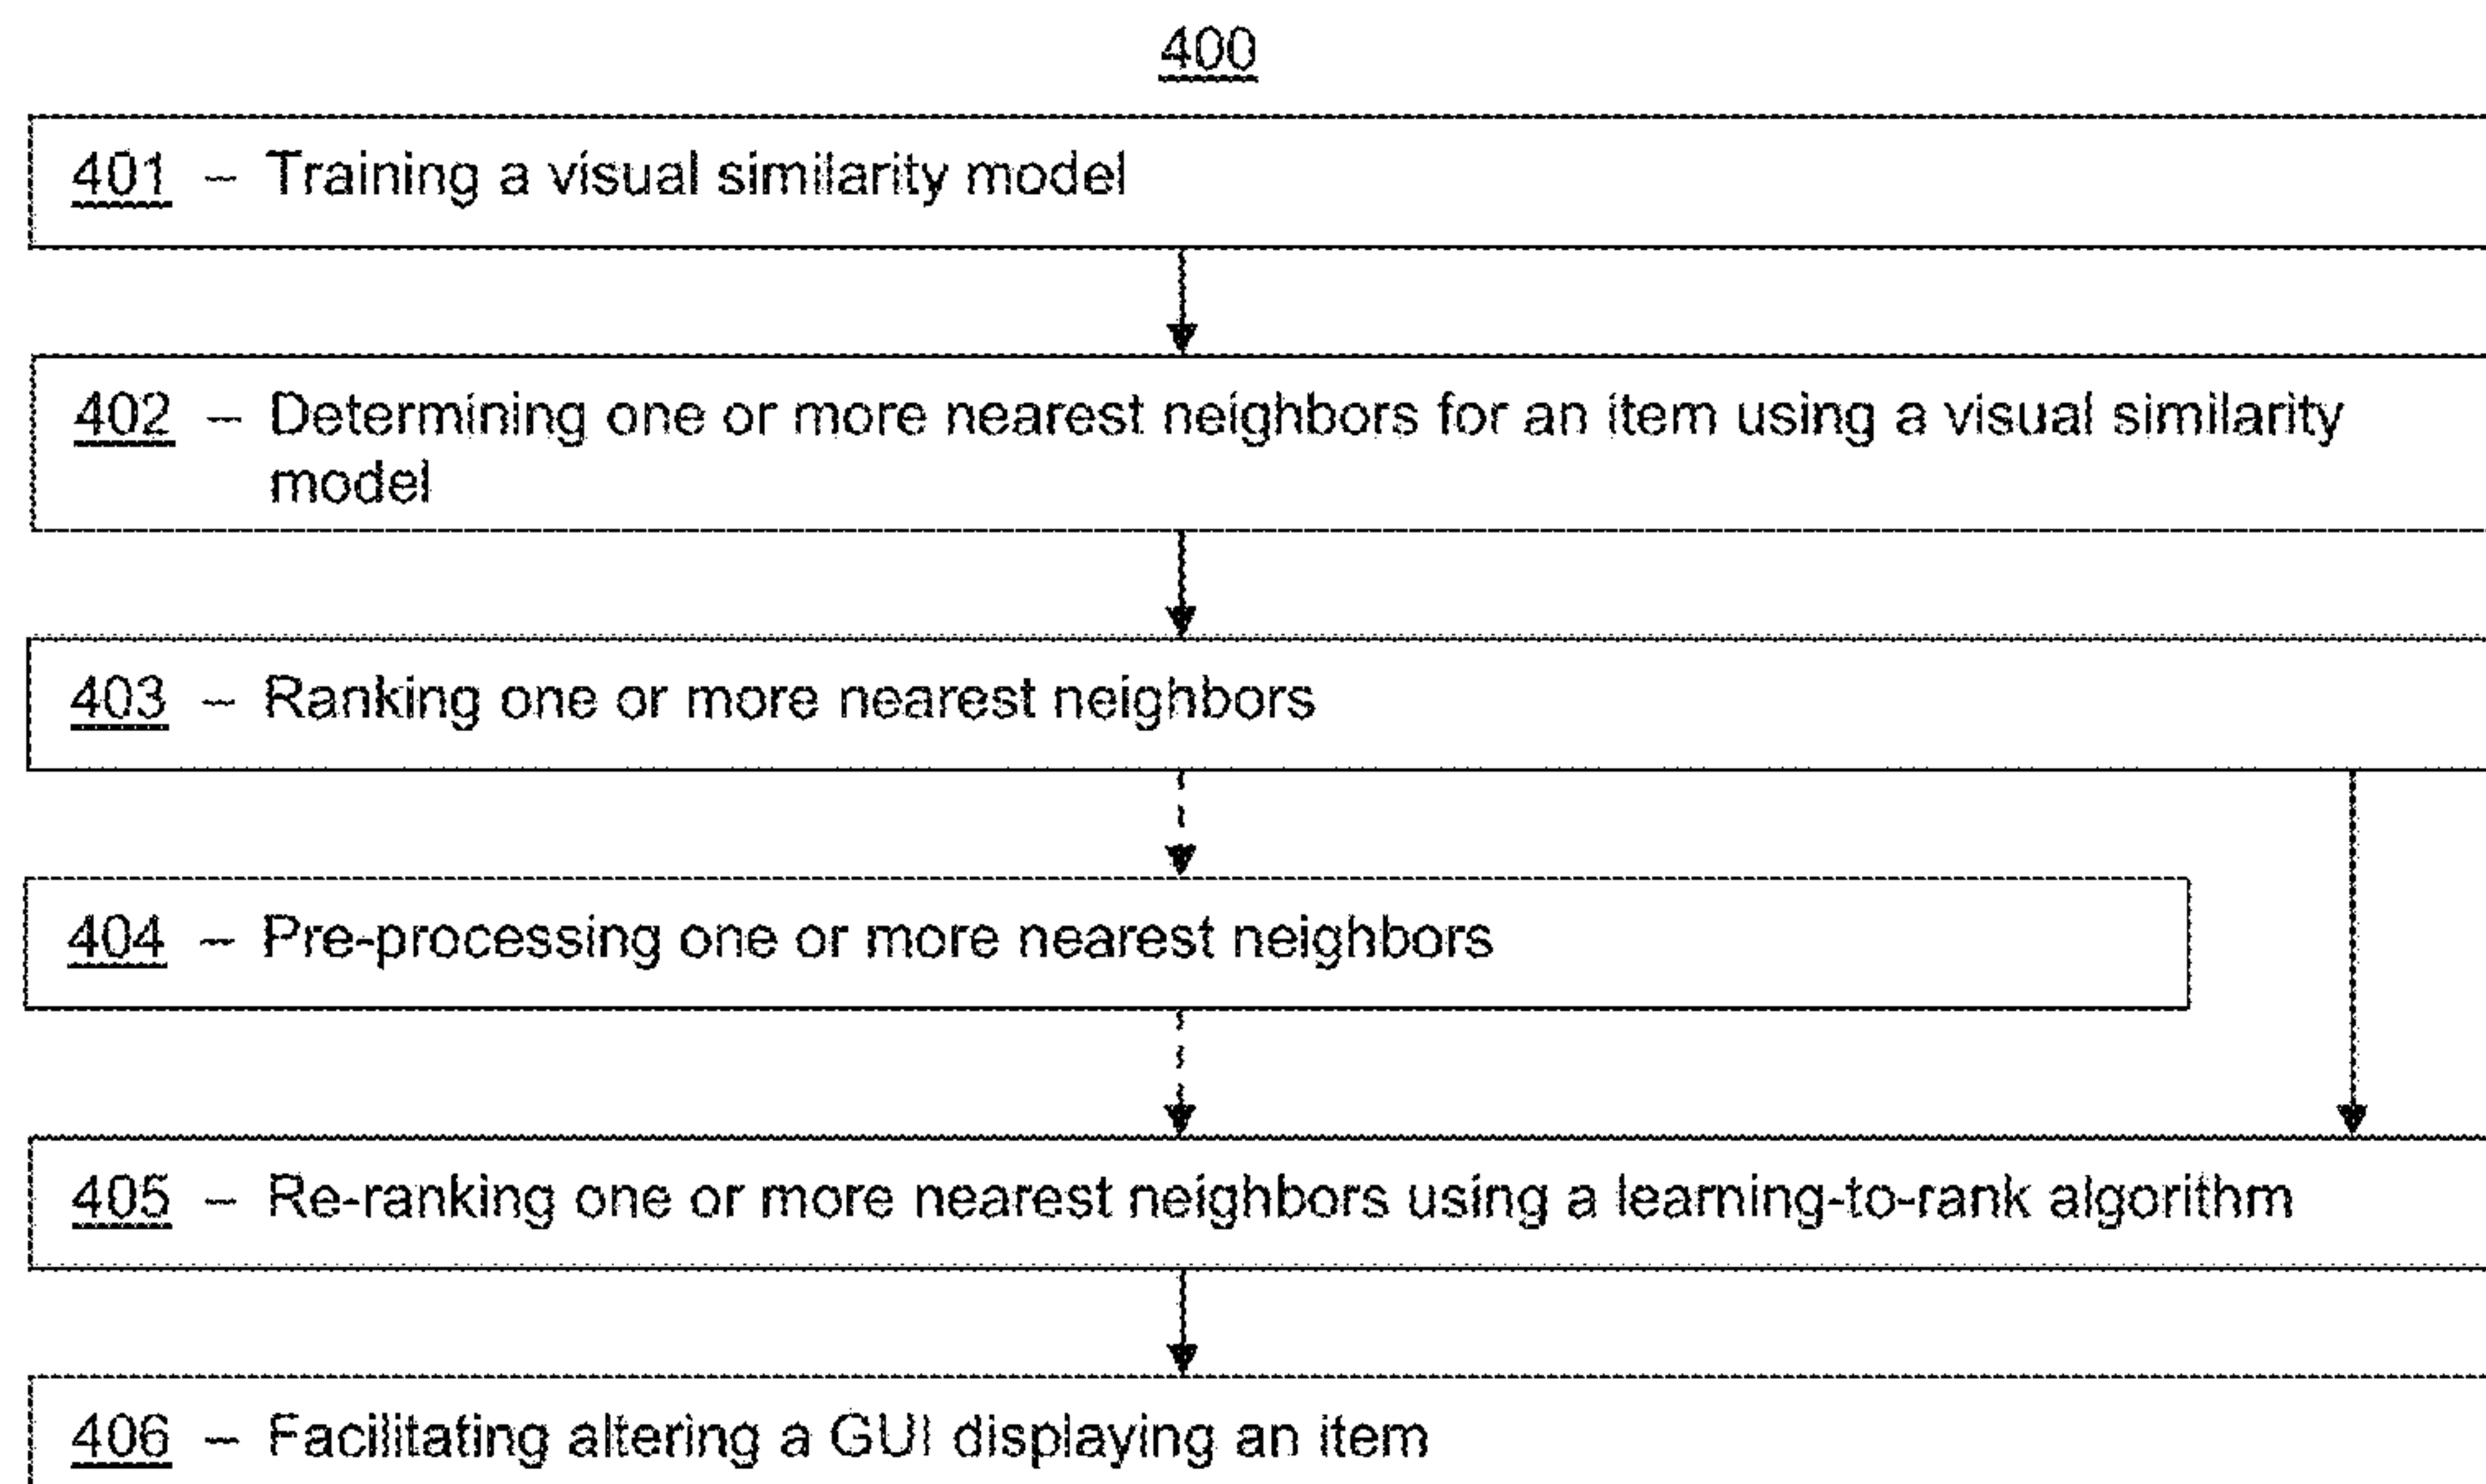 400
401 – Training a visual similarity model
402 – Determining one or more nearest neighbors for an item using a visual similarity
model
403 – Ranking one or more nearest neighbors
404 – Pre-processing one or more nearest neighbors
405 – Re-ranking one or more nearest neighbors using a learning-to-rank algorithm
406 – Facilitating altering a GUI displaying an item